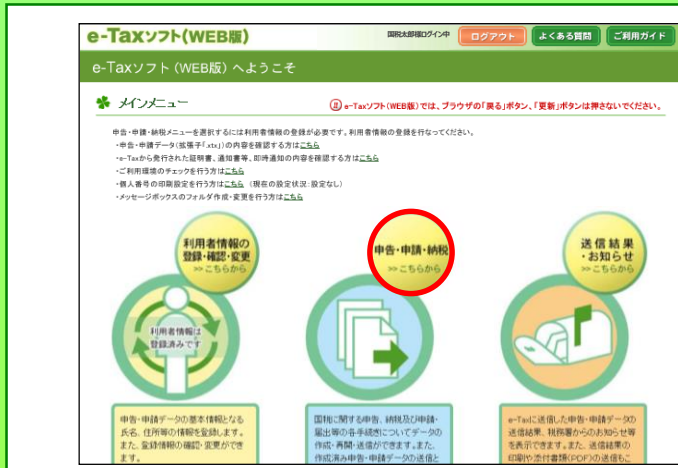 e-Taxソフト(WEB版)
国税太郎様ログイン中 ログアウト よくある質問 ご利用ガイド
e-Taxソフト(WEB版)へようこそ
メインメニュー
e-Taxソフト(WEB版)では、ブラウザの「戻る」ボタン、「更新」ボタンは押さないでください。
申告・申請・納税メニューを選択するには利用者情報の登録が必要です。利用者情報の登録を行なってください。
・申告・申請データ(拡張子「.xtx」)の内容を確認する方はこちら
・e-Taxから発行された証明書、通知書等、即時通知の内容を確認する方はこちら
・ご利用環境のチェックを行う方はこちら
・個人番号の印刷設定を行う方はこちら (現在の設定状況:設定なし)
・メッセージボックスのフォルダ作成・変更を行う方はこちら
利用者情報の
登録・確認・変更
>>こちらから
利用者情報は
登録済みです
申告・申請・納税
>>こちらから
送信結果
・お知らせ
>>こちらから
申告・申請データの基本情報となる
氏名、住所等の情報を登録します。
また、登録情報の確認・変更ができ
ます。
国税に関する申告、納税及び申請・
届出等の各手続きについてデータの
作成・再開・送信ができます。また、
作成済み申告・申請データの送信と
e-Taxに送信した申告・申請データの
送信結果、税務署からのお知らせ等
を表示できます。また、送信結果の
印刷や添付書類(PDF)の送信もこ